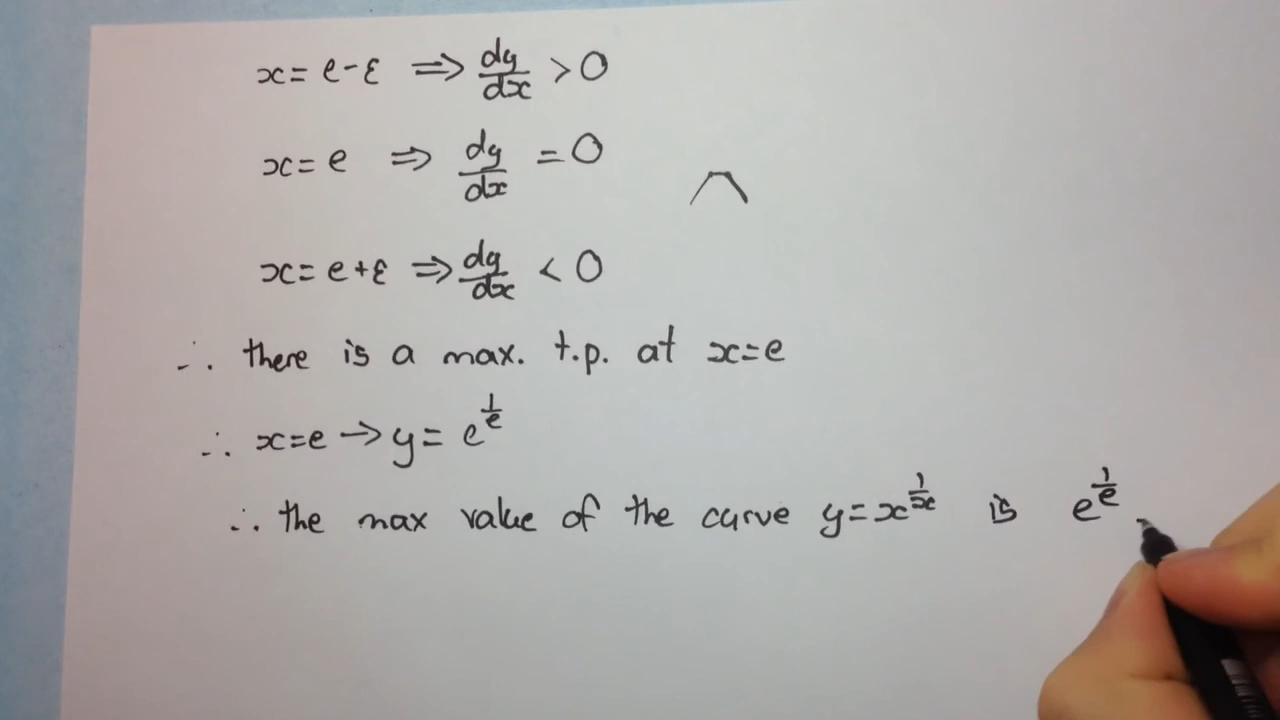 x = e - ε ⇒ dy/dx > 0
x = e ⇒ dy/dx = 0
x = e + ε ⇒ dy/dx < 0
∴ there is a max. t.p. at x = e
∴ x = e → y = e^(1/e)
∴ the max value of the curve y = x^(1/x) is e^(1/e)